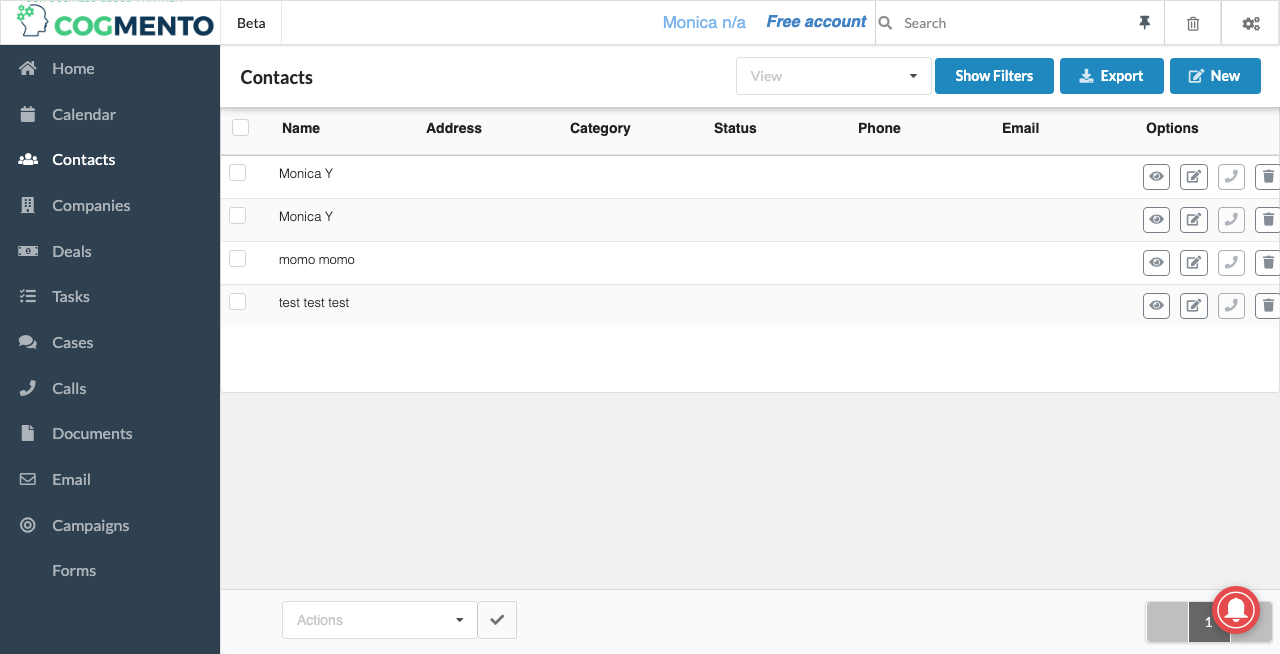 COGMENTO
Beta
Monica n/a
Free account
Search
Home
Calendar
Contacts
Companies
Deals
Tasks
Cases
Calls
Documents
Email
Campaigns
Forms
Contacts
View
Show Filters
Export
New
Name Address Category Status Phone Email Options
Monica Y
Monica Y
momo momo
test test test
Actions
1